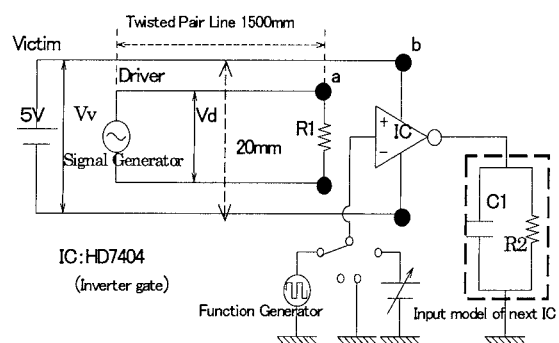 Twisted Pair Line 1500mm
Victim
b
Driver
a
5V
Vv
Vd
R1
+
IC
−
Signal Generator
20mm
C1
R2
IC:HD7404
(Inverter gate)
Function Generator
Input model of next IC